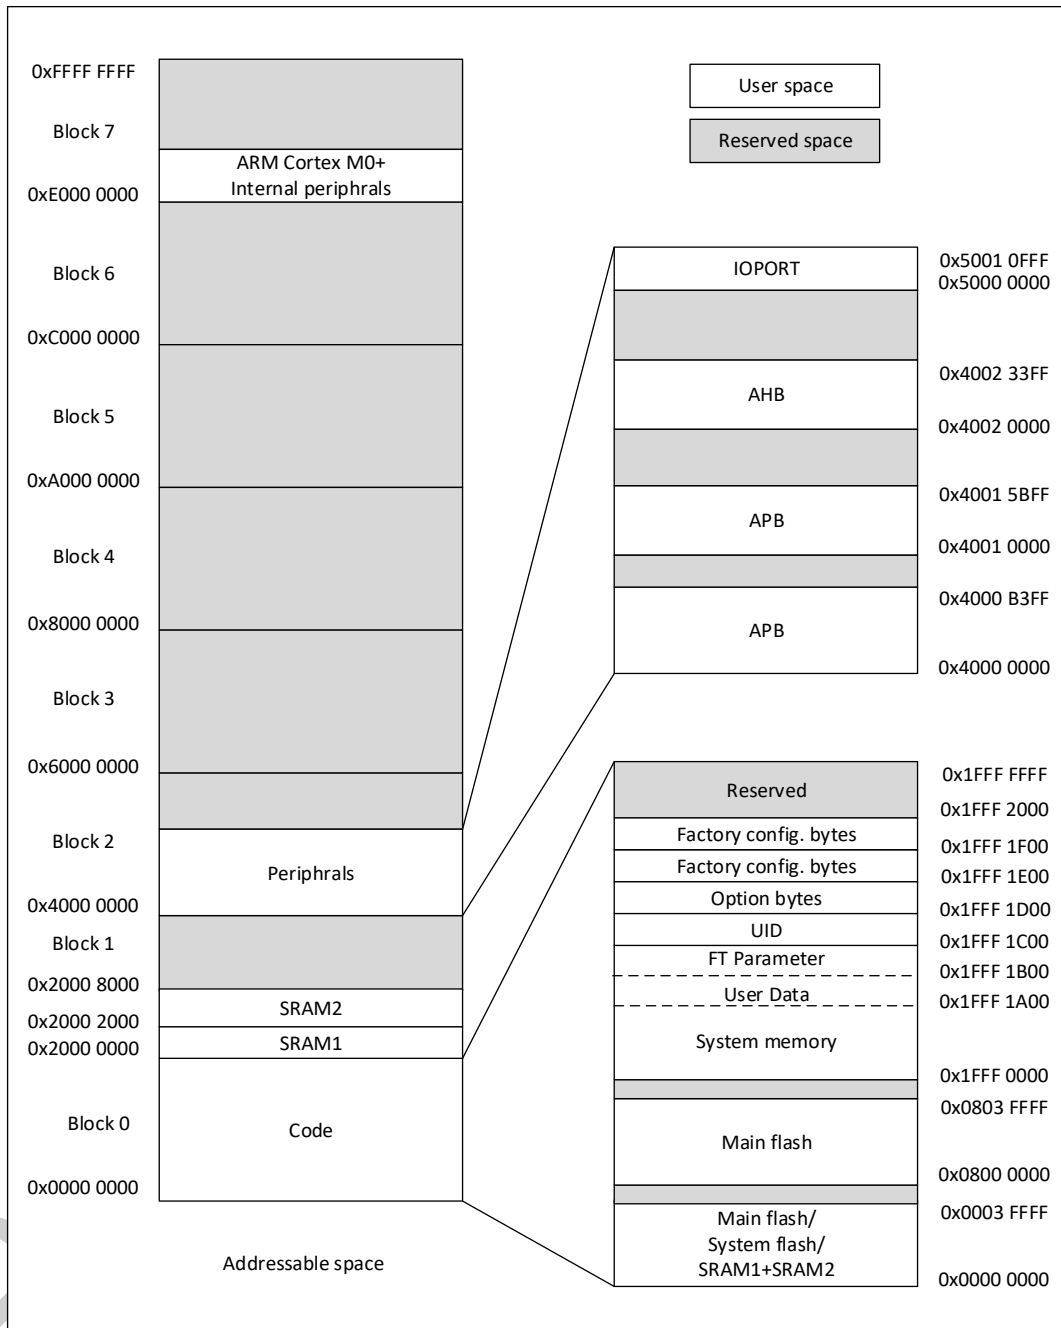 0xFFFF FFFF
Block 7
ARM Cortex M0+
Internal periphrals
0xE000 0000
Block 6
0xC000 0000
Block 5
0xA000 0000
Block 4
0x8000 0000
Block 3
0x6000 0000
Block 2
Periphrals
0x4000 0000
Block 1
0x2000 8000
SRAM2
0x2000 2000
SRAM1
0x2000 0000
Block 0
Code
0x0000 0000
Addressable space
User space
Reserved space
IOPORT
0x5001 0FFF
0x5000 0000
0x4002 33FF
AHB
0x4002 0000
0x4001 5BFF
APB
0x4001 0000
0x4000 B3FF
APB
0x4000 0000
0x1FFF FFFF
Reserved
0x1FFF 2000
Factory config. bytes
0x1FFF 1F00
Factory config. bytes
0x1FFF 1E00
Option bytes
0x1FFF 1D00
UID
0x1FFF 1C00
FT Parameter
0x1FFF 1B00
User Data
0x1FFF 1A00
System memory
0x1FFF 0000
0x0803 FFFF
Main flash
0x0800 0000
0x0003 FFFF
Main flash/
System flash/
SRAM1+SRAM2
0x0000 0000